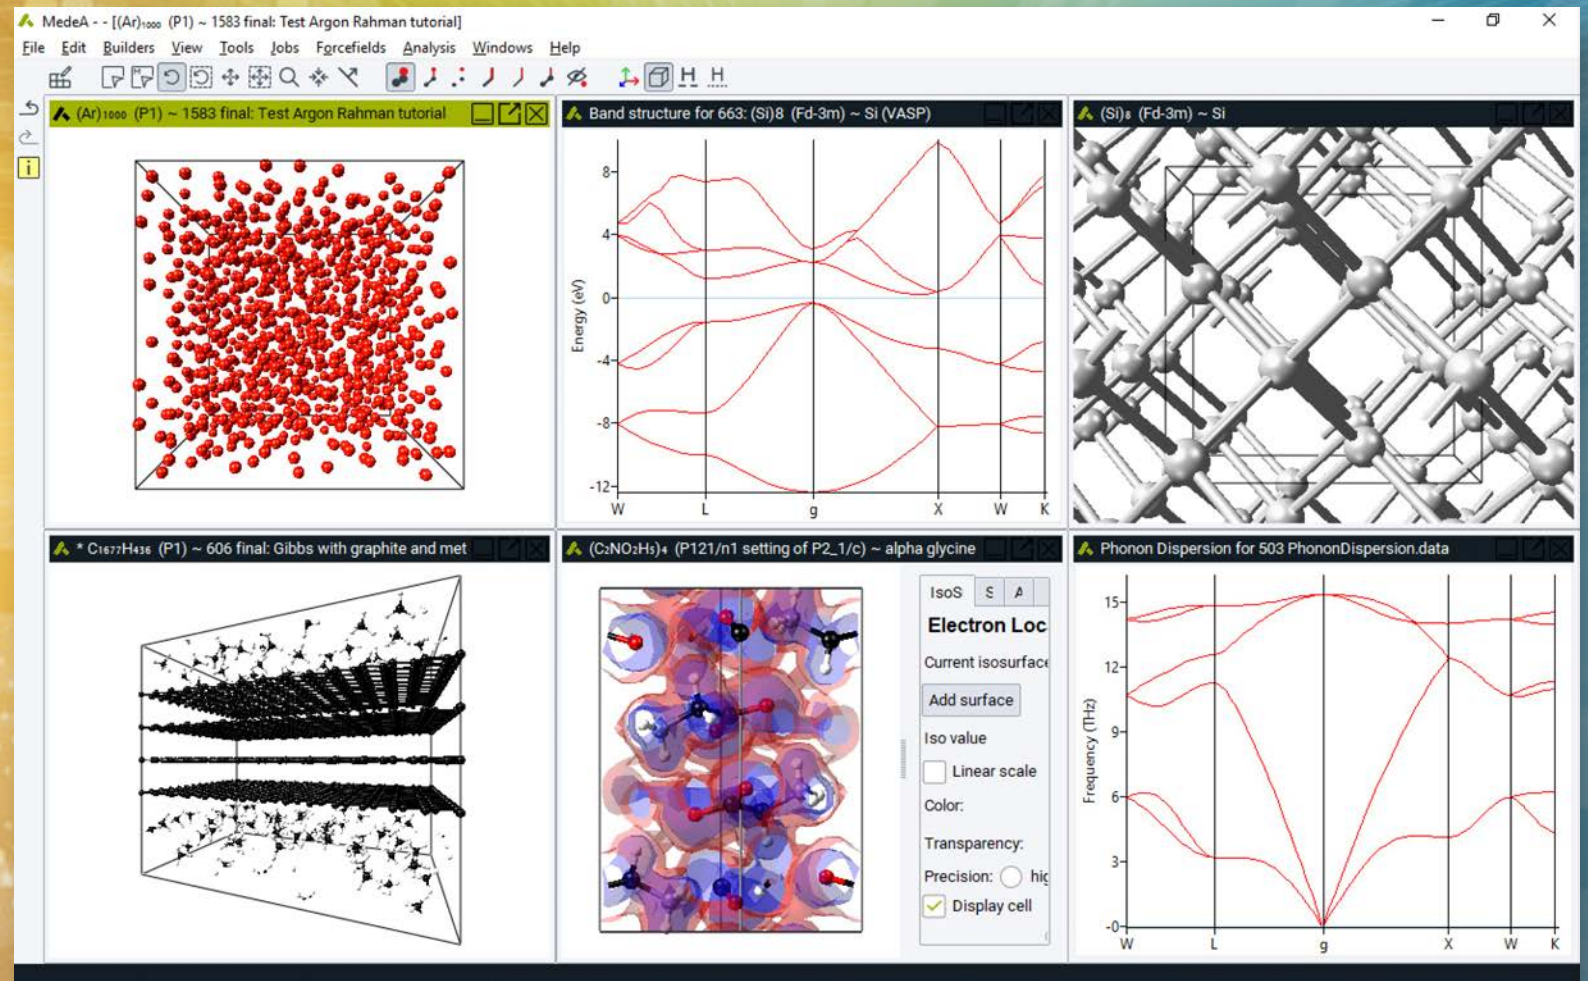 MedeA - - [(Ar)₁₀₀₀ (P1) ~ 1583 final: Test Argon Rahman tutorial]
File Edit Builders View Tools Jobs Forcefields Analysis Windows Help
(Ar)₁₀₀₀ (P1) ~ 1583 final: Test Argon Rahman tutorial
Band structure for 663: (Si)8 (Fd-3m) ~ Si (VASP)
8
4
0
-4
-8
-12
Energy (eV)
W L g X W K
(Si)₈ (Fd-3m) ~ Si
* C₁₆₇₇H₄₃₆ (P1) ~ 606 final: Gibbs with graphite and met
(C₂NO₂H₅)₄ (P121/n1 setting of P2_1/c) ~ alpha glycine
IsoS S A
Electron Loc
Current isosurface
Add surface
Iso value
Linear scale
Color:
Transparency:
Precision: hig
Display cell
Phonon Dispersion for 503 PhononDispersion.data
15
12
9
6
3
-0
Frequency (THz)
W L g X W K